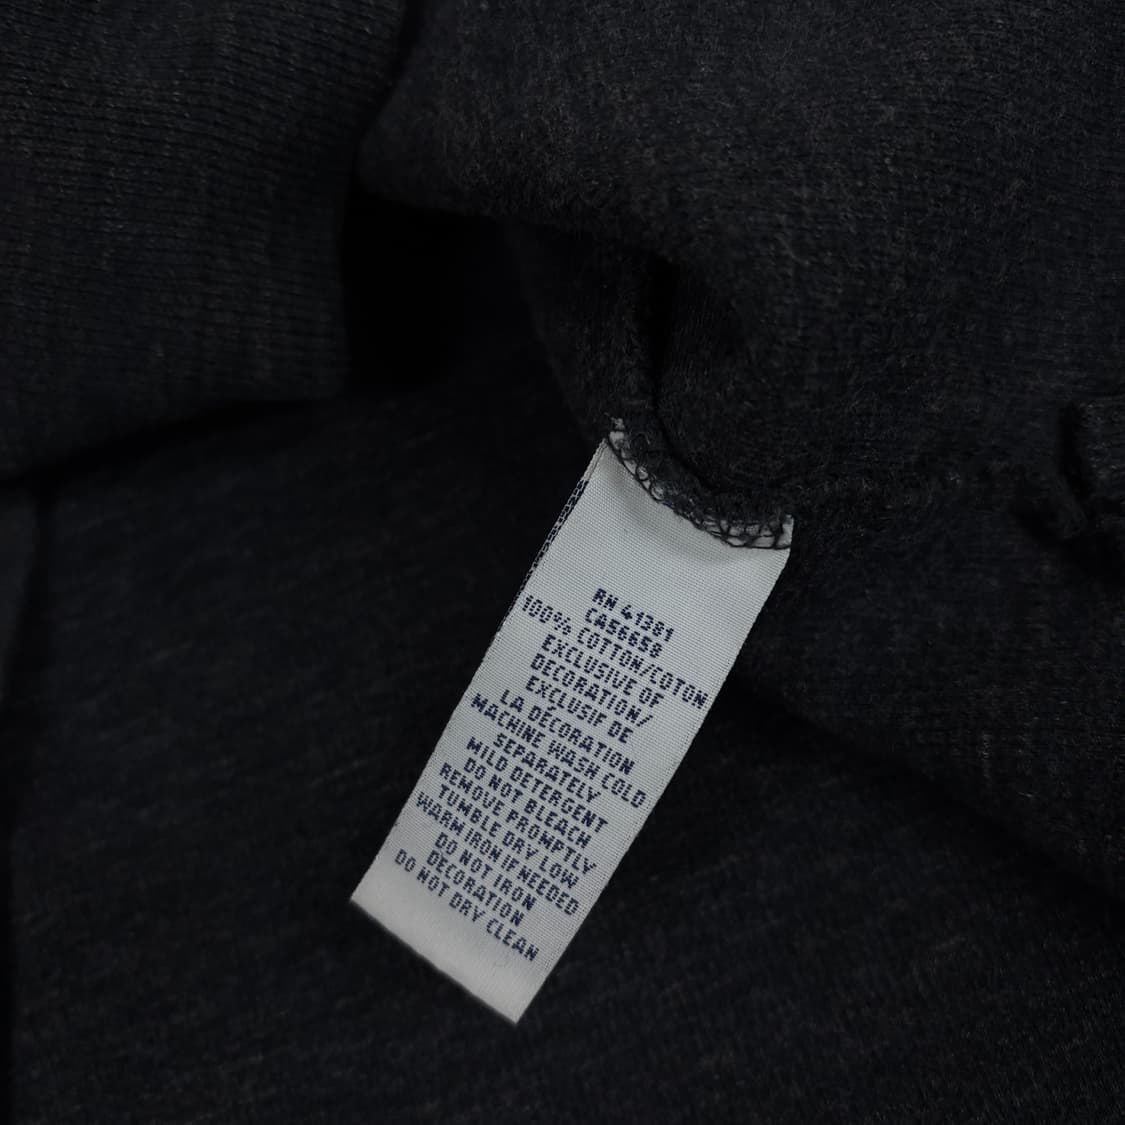 RN 41381
CA56658
100% COTTON/COTON
EXCLUSIVE OF
DECORATION/
EXCLUSIF DE
LA DÉCORATION
MACHINE WASH COLD
SEPARATELY
MILD DETERGENT
DO NOT BLEACH
REMOVE PROMPTLY
TUMBLE DRY LOW
WARM IRON IF NEEDED
DO NOT IRON
DECORATION
DO NOT DRY CLEAN